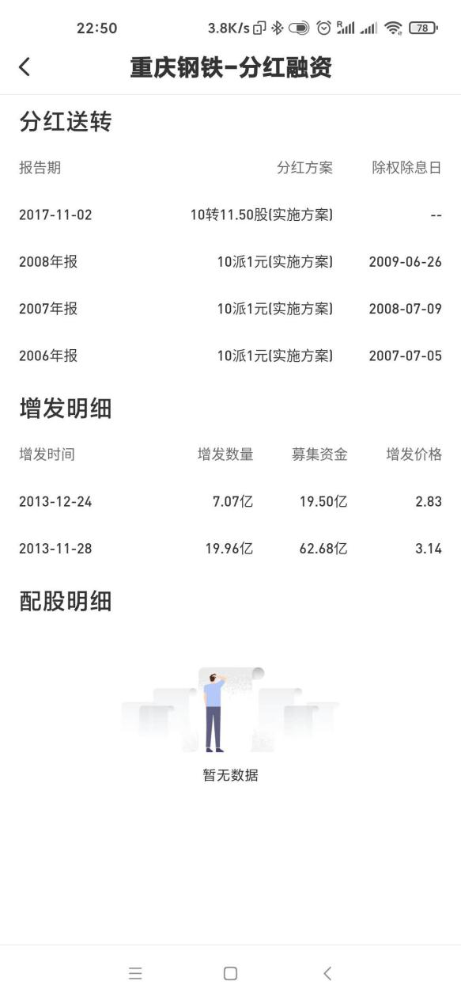 22:50 3.8K/s R 78
重庆钢铁-分红融资
分红送转
报告期 分红方案 除权除息日
2017-11-02 10转11.50股(实施方案) --
2008年报 10派1元(实施方案) 2009-06-26
2007年报 10派1元(实施方案) 2008-07-09
2006年报 10派1元(实施方案) 2007-07-05
增发明细
增发时间 增发数量 募集资金 增发价格
2013-12-24 7.07亿 19.50亿 2.83
2013-11-28 19.96亿 62.68亿 3.14
配股明细
暂无数据